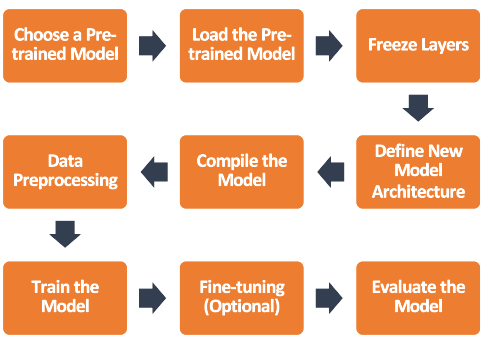 Choose a Pre-
trained Model
Load the Pre-
trained Model
Freeze Layers
Define New
Model
Architecture
Compile the
Model
Data
Preprocessing
Train the
Model
Fine-tuning
(Optional)
Evaluate the
Model